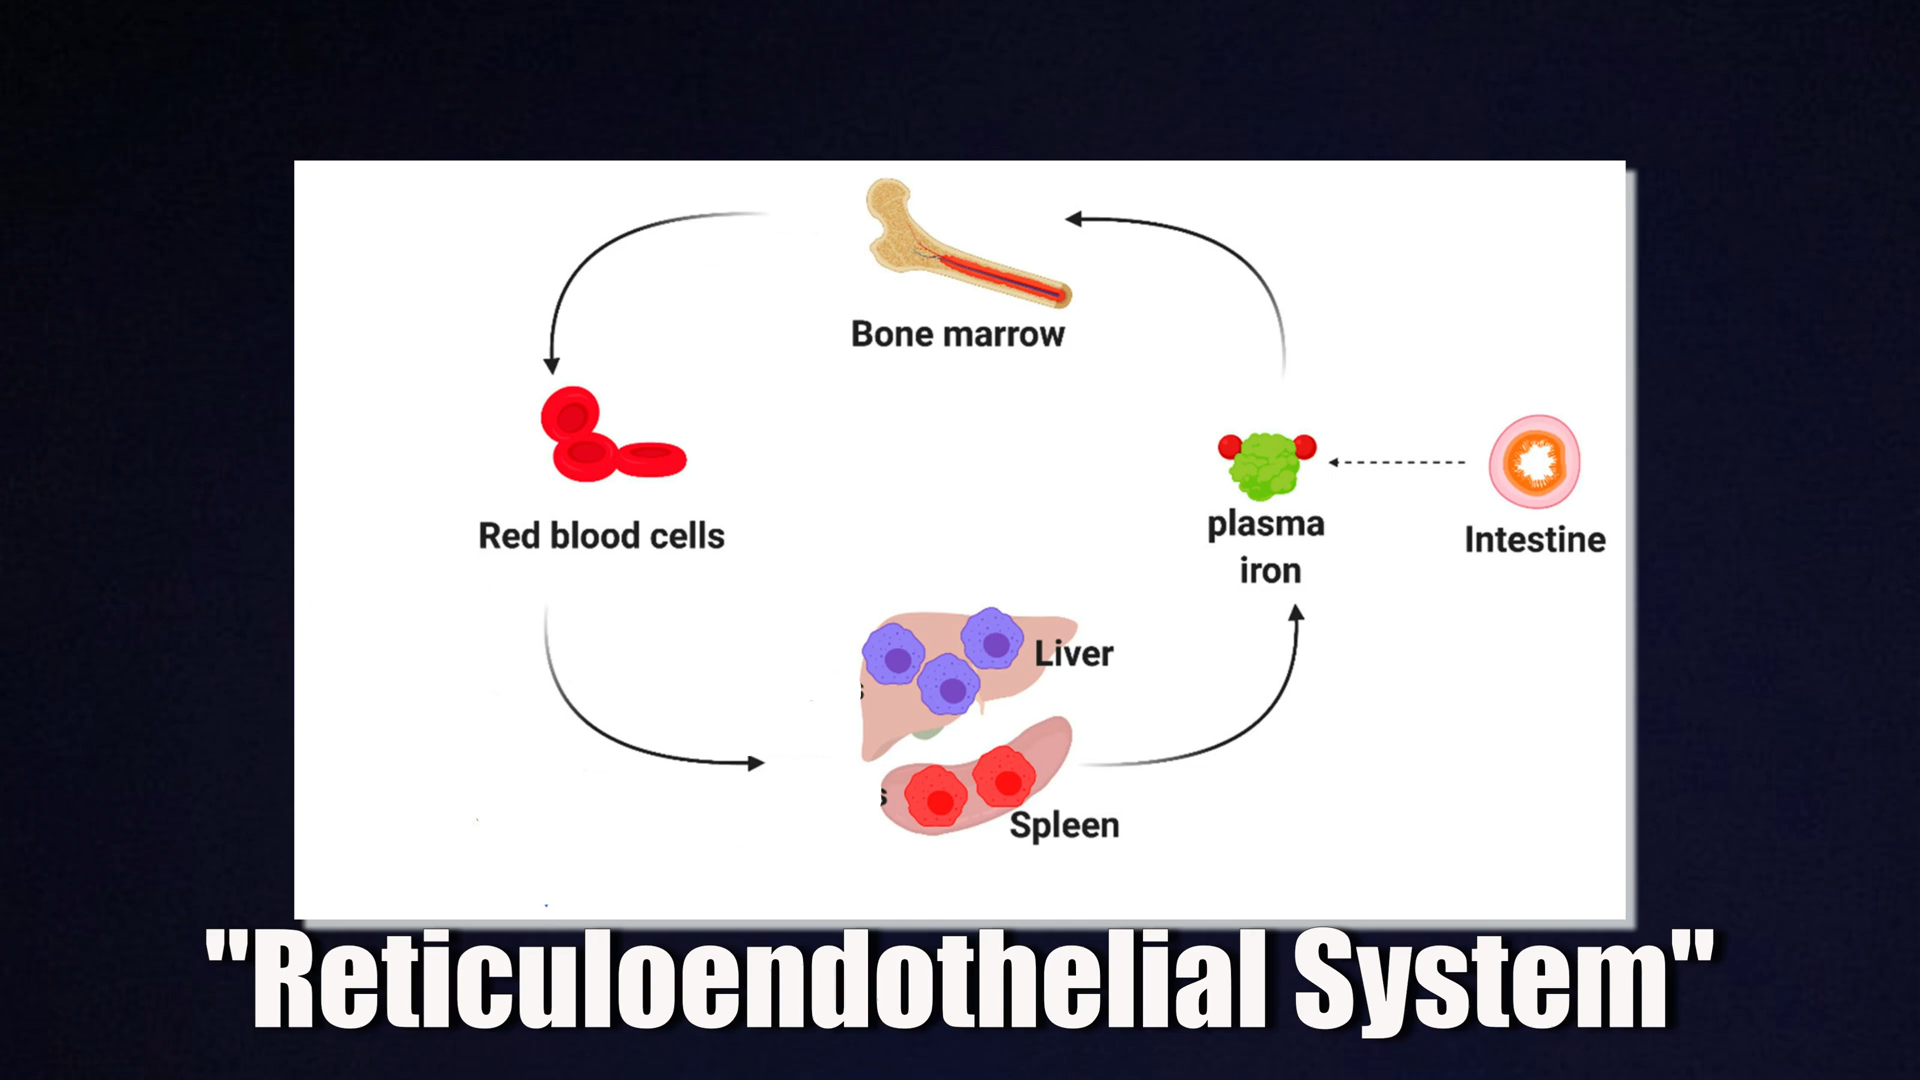 Bone marrow
Red blood cells
plasma
iron
Intestine
Liver
s
Spleen
s
"Reticuloendothelial System"